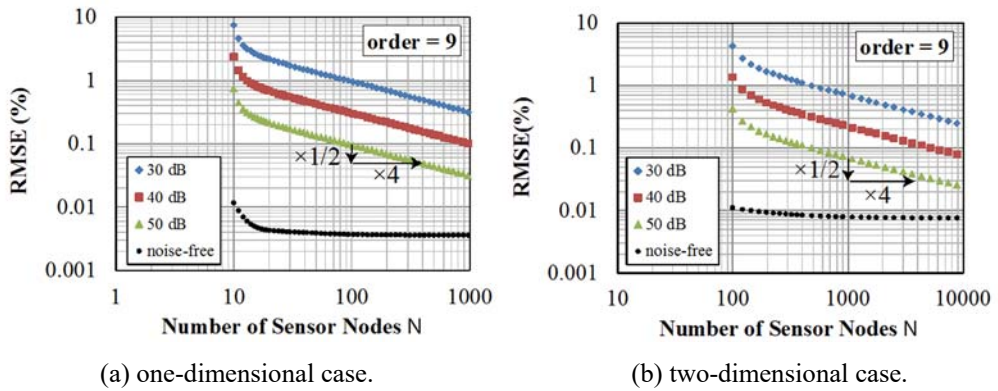 10
1
0.1
0.01
0.001
RMSE (%)
order = 9
×1/2
×4
30 dB
40 dB
50 dB
noise-free
1
10
100
1000
Number of Sensor Nodes N
(a) one-dimensional case.
10
1
0.1
0.01
0.001
RMSE(%)
order = 9
×1/2
×4
30 dB
40 dB
50 dB
noise-free
10
100
1000
10000
Number of Sensor Nodes N
(b) two-dimensional case.